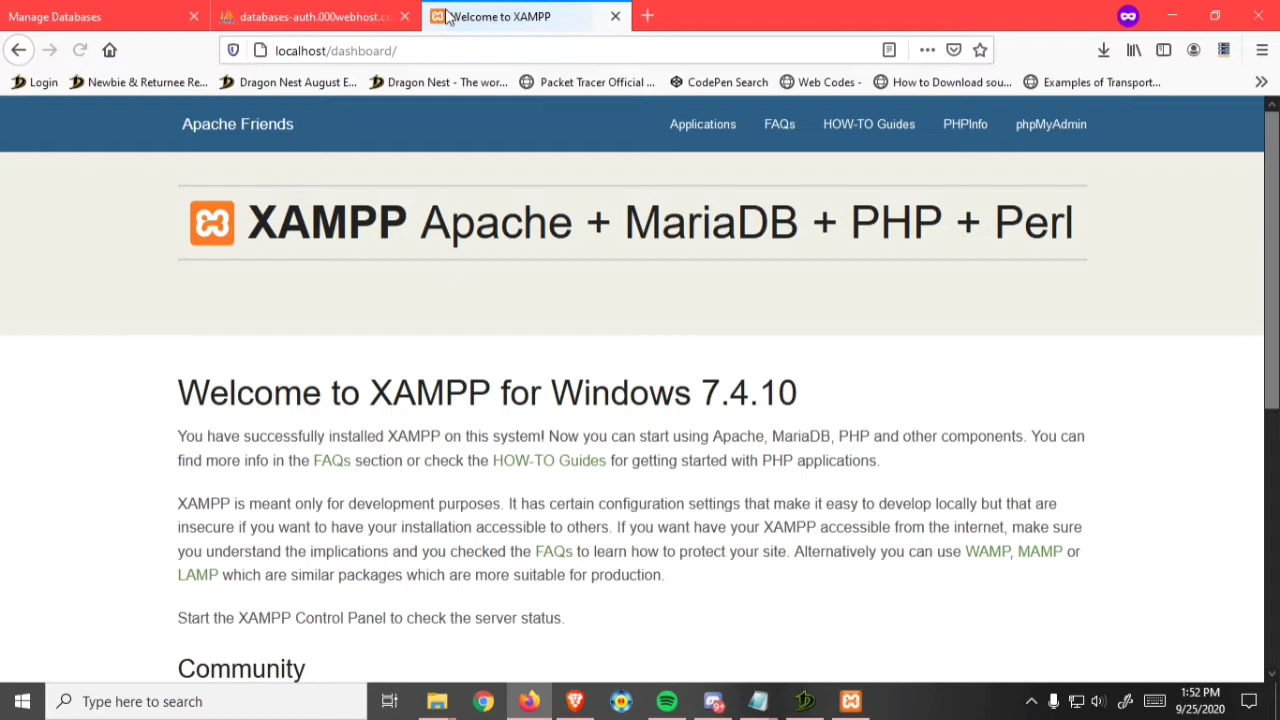 Manage Databases
databases-auth.000webhost.co
Welcome to XAMPP
localhost/dashboard/
Login
Newbie & Returnee Re...
Dragon Nest August E...
Dragon Nest - The wor...
Packet Tracer Official ...
CodePen Search
Web Codes -
How to Download sou...
Examples of Transport...
Apache Friends
Applications
FAQs
HOW-TO Guides
PHPInfo
phpMyAdmin
XAMPP Apache + MariaDB + PHP + Perl
Welcome to XAMPP for Windows 7.4.10
You have successfully installed XAMPP on this system! Now you can start using Apache, MariaDB, PHP and other components. You can
find more info in the FAQs section or check the HOW-TO Guides for getting started with PHP applications.
XAMPP is meant only for development purposes. It has certain configuration settings that make it easy to develop locally but that are
insecure if you want to have your installation accessible to others. If you want have your XAMPP accessible from the internet, make sure
you understand the implications and you checked the FAQs to learn how to protect your site. Alternatively you can use WAMP, MAMP or
LAMP which are similar packages which are more suitable for production.
Start the XAMPP Control Panel to check the server status.
Community
Type here to search
1:52 PM
9/25/2020